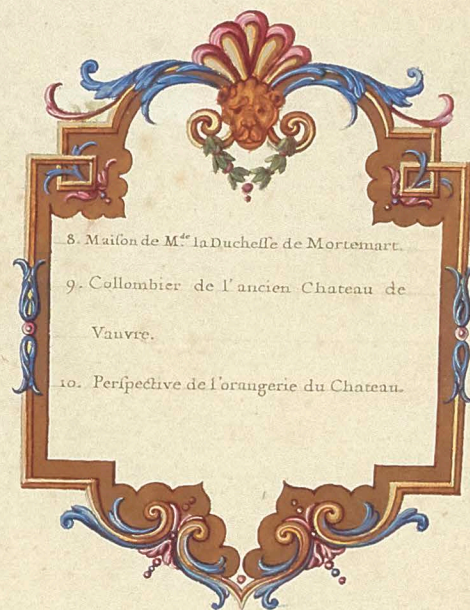 8. Maiſon de M.de la Ducheſſe de Mortemart.
9. Collombier de l'ancien Chateau de
Vauvre.
10. Perſpective de l'orangerie du Chateau.